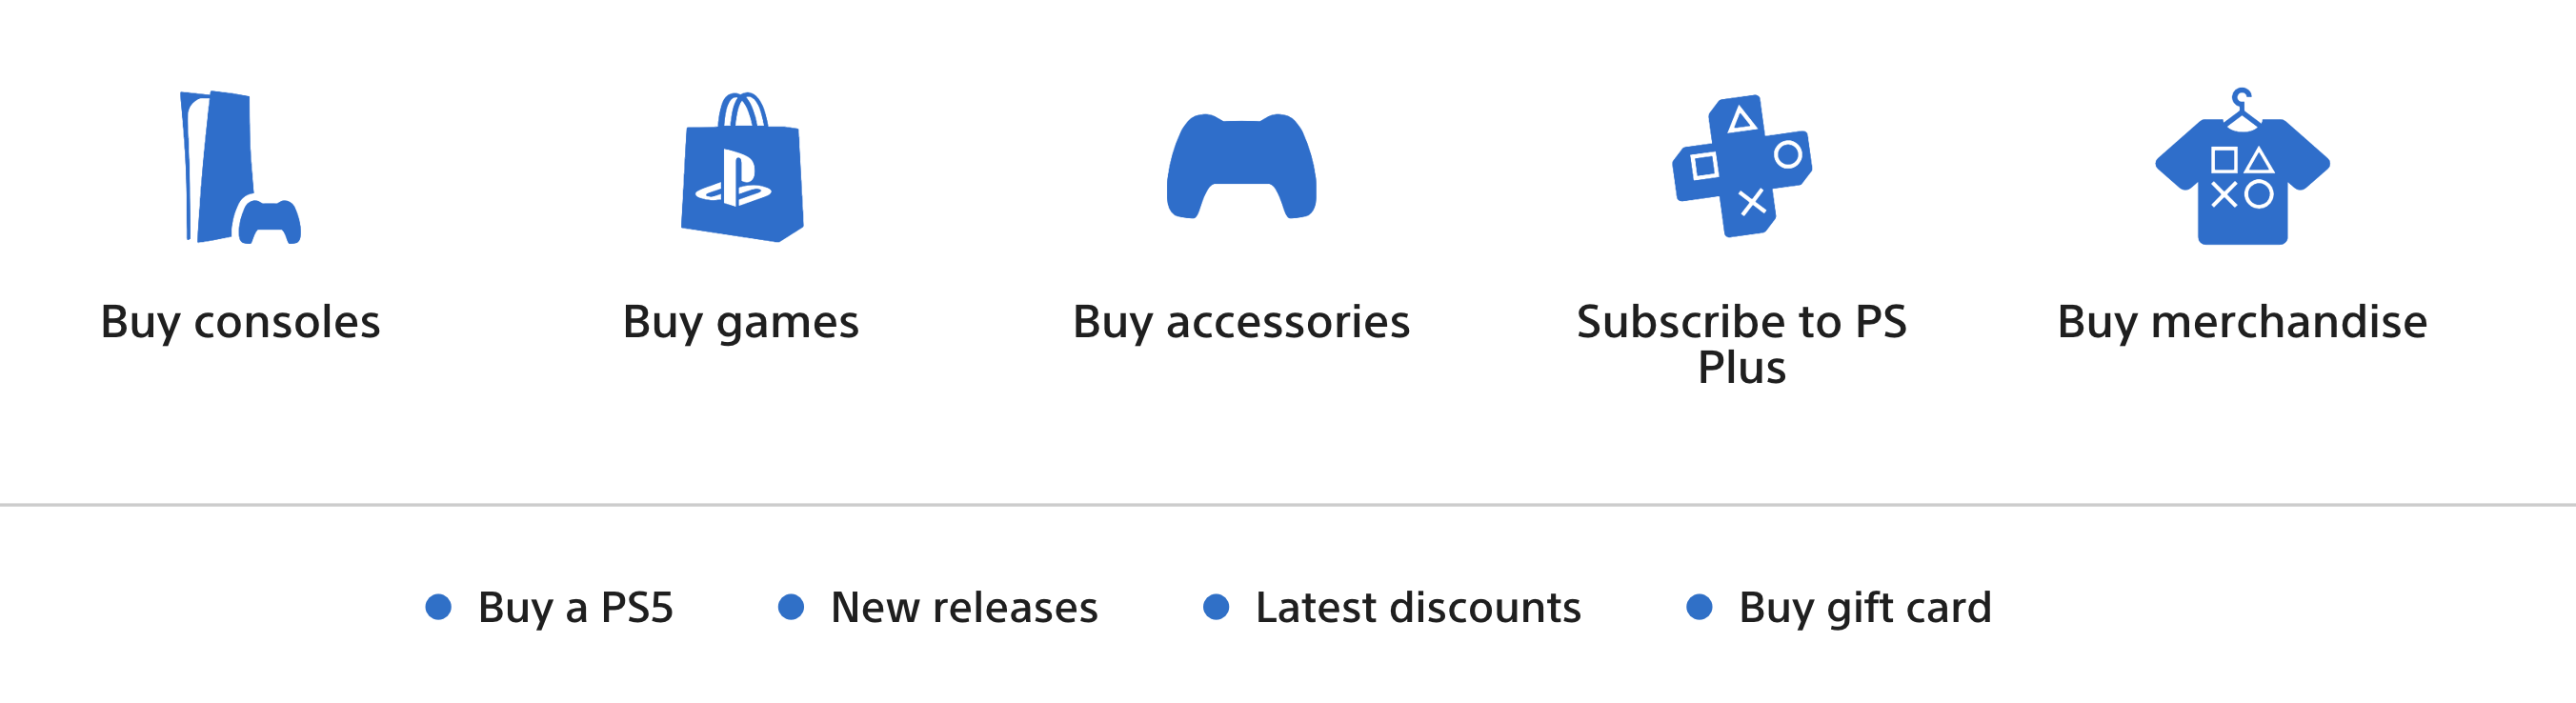 Buy consoles
Buy games
Buy accessories
Subscribe to PS
Plus
Buy merchandise
Buy a PS5
New releases
Latest discounts
Buy gift card